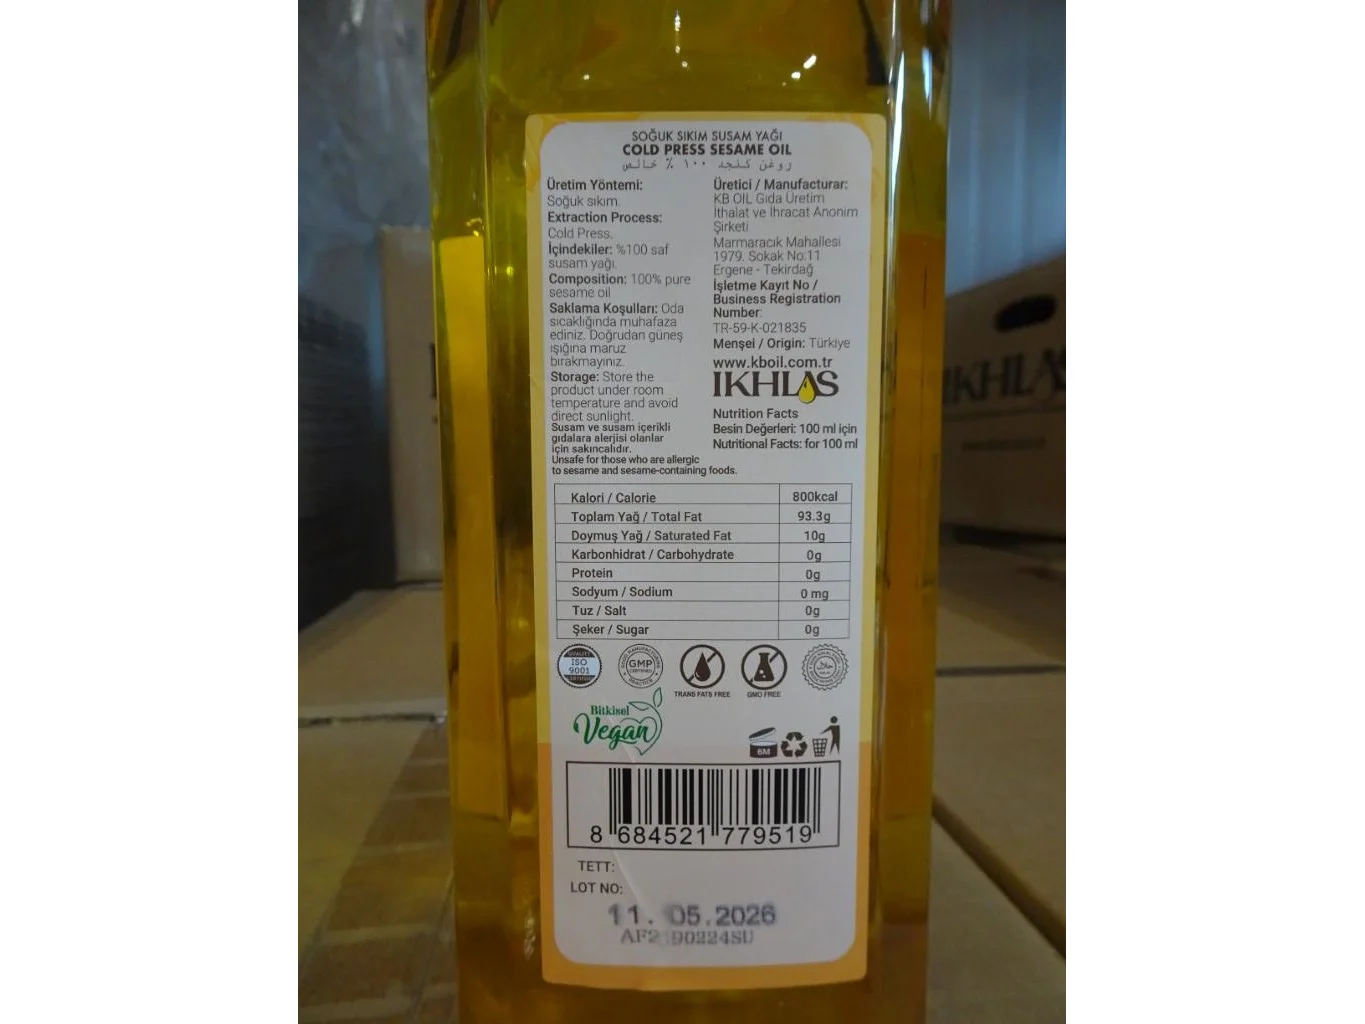 SOĞUK SIKIM SUSAM YAĞI
COLD PRESS SESAME OIL
روغن کنجد ۱۰۰ % خالص
Üretim Yöntemi:
Soğuk sıkım.
Extraction Process:
Cold Press.
İçindekiler: %100 saf
susam yağı.
Composition: 100% pure
sesame oil
Saklama Koşulları: Oda
sıcaklığında muhafaza
ediniz. Doğrudan güneş
ışığına maruz
bırakmayınız.
Storage: Store the
product under room
temperature and avoid
direct sunlight.
Susam ve susam içerikli
gıdalara alerjisi olanlar
için sakıncalıdır.
Unsafe for those who are allergic
to sesame and sesame-containing foods.
Üretici / Manufacturar:
KB OIL Gıda Üretim
İthalat ve İhracat Anonim
Şirketi
Marmaracık Mahallesi
1979. Sokak No:11
Ergene - Tekirdağ
İşletme Kayıt No /
Business Registration
Number:
TR-59-K-021835
Menşei / Origin: Türkiye
www.kboil.com.tr
IKHLAS
Nutrition Facts
Besin Değerleri: 100 ml için
Nutritional Facts: for 100 ml
Kalori / Calorie 800kcal
Toplam Yağ / Total Fat 93.3g
Doymuş Yağ / Saturated Fat 10g
Karbonhidrat / Carbohydrate 0g
Protein 0g
Sodyum / Sodium 0 mg
Tuz / Salt 0g
Şeker / Sugar 0g
QUALITY
ISO
9001
CERTIFIED
GOOD MANUFACTURING
GMP
CERTIFIED
PRACTICE
TRANS FATS FREE
GMO FREE
Bitkisel
Vegan
6M
8 684521 779519
TETT:
LOT NO:
11. 05.2026
IKHLAS